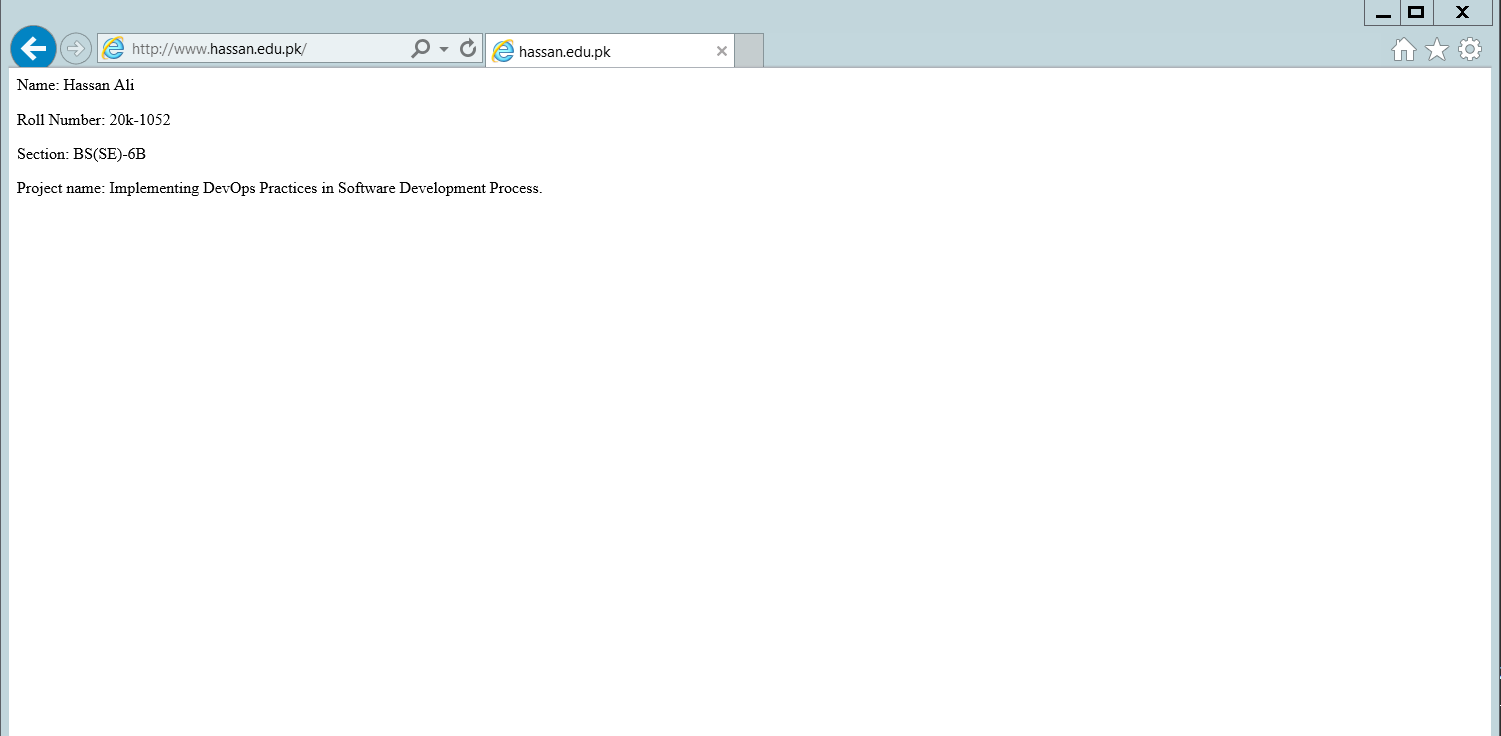 http://www.hassan.edu.pk/
hassan.edu.pk
Name: Hassan Ali
Roll Number: 20k-1052
Section: BS(SE)-6B
Project name: Implementing DevOps Practices in Software Development Process.